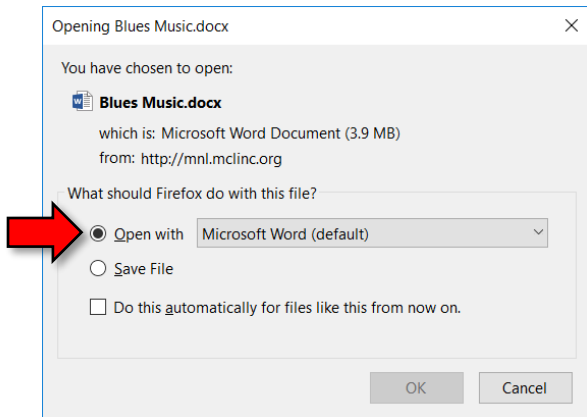 Opening Blues Music.docx
You have chosen to open:
Blues Music.docx
which is: Microsoft Word Document (3.9 MB)
from: http://mnl.mclinc.org
What should Firefox do with this file?
Open with Microsoft Word (default)
Save File
Do this automatically for files like this from now on.
OK Cancel